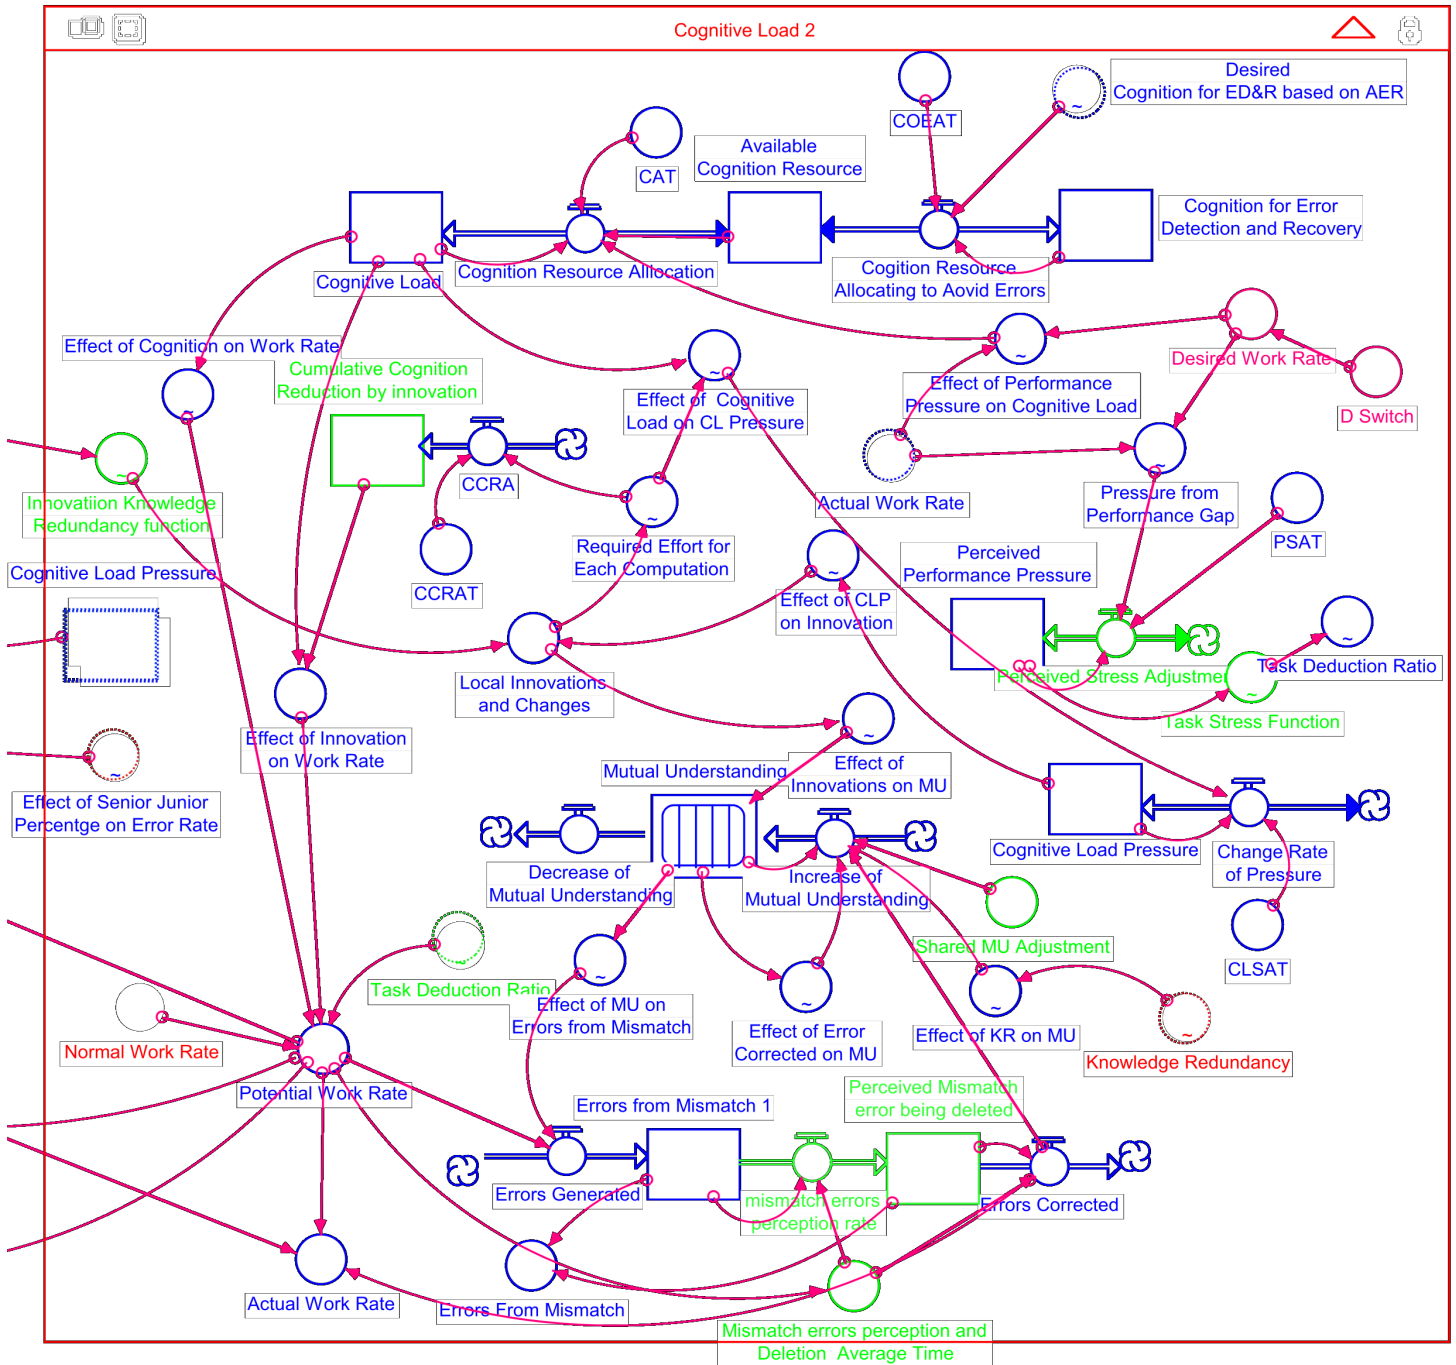 Cognitive Load 2
Desired
Cognition for ED&R based on AER
COEAT
CAT
Available
Cognition Resource
Cognition for Error
Detection and Recovery
Cognitive Load
Cognition Resource Alllocation
Cogition Resource
Allocating to Aovid Errors
Effect of Cognition on Work Rate
Cumulative Cognition
Reduction by innovation
Effect of Cognitive
Load on CL Pressure
Effect of Performance
Pressure on Cognitive Load
Desired Work Rate
D Switch
CCRA
Innovatiion Knowledge
Redundancy function
Actual Work Rate
Pressure from
Performance Gap
PSAT
Required Effort for
Each Computation
Perceived
Performance Pressure
Cognitive Load Pressure
CCRAT
Effect of CLP
on Innovation
Perceived Stress Adjustmer
Task Deduction Ratio
Local Innovations
and Changes
Task Stress Function
Effect of Innovation
on Work Rate
Mutual Understanding
Effect of
Innovations on MU
Effect of Senior Junior
Percentge on Error Rate
Decrease of
Mutual Understanding
Increase of
Mutual Understanding
Cognitive Load Pressure
Change Rate
of Pressure
Shared MU Adjustment
CLSAT
Task Deduction Ratio
Effect of MU on
Errors from Mismatch
Effect of Error
Corrected on MU
Effect of KR on MU
Normal Work Rate
Knowledge Redundancy
Potential Work Rate
Errors from Mismatch 1
Perceived Mismatch
error being deleted
Errors Generated
mismatch errors
perception rate
Errors Corrected
Actual Work Rate
Errors From Mismatch
Mismatch errors perception and
Deletion Average Time